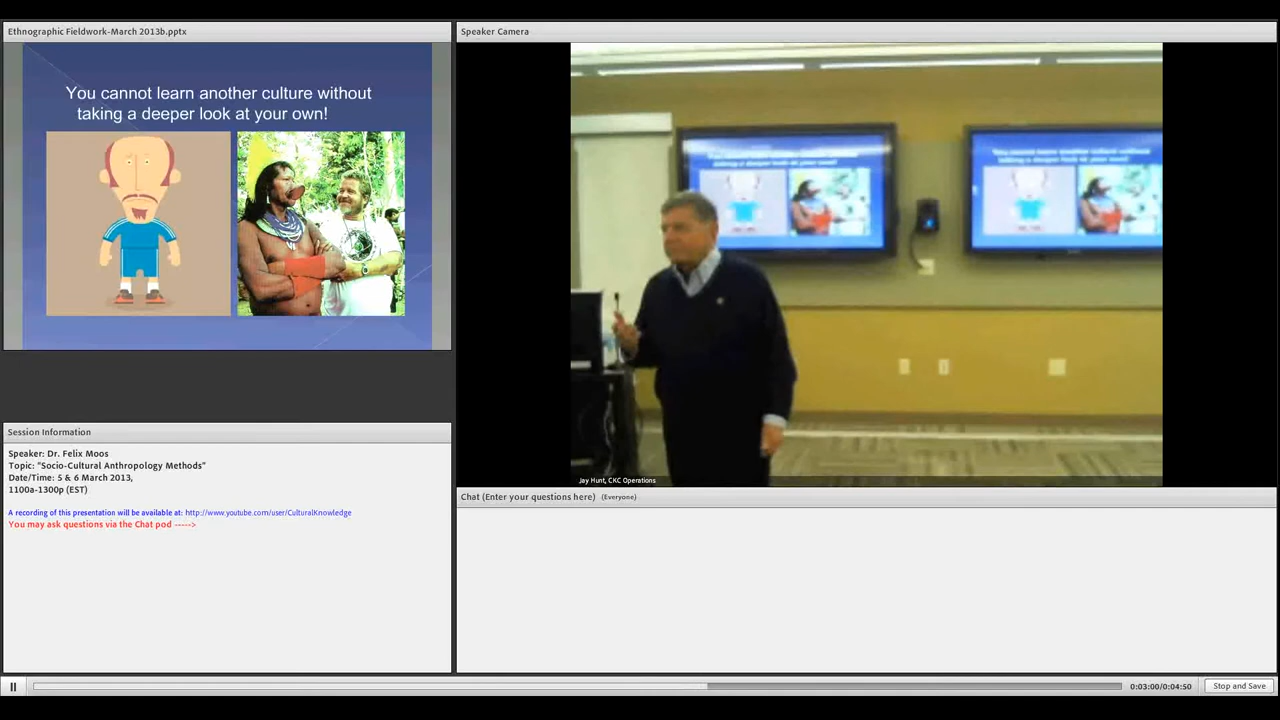 Ethnographic Fieldwork-March 2013b.pptx
You cannot learn another culture without
taking a deeper look at your own!
Session Information
Speaker: Dr. Felix Moos
Topic: "Socio-Cultural Anthropology Methods"
Date/Time: 5 & 6 March 2013,
1100a-1300p (EST)
A recording of this presentation will be available at: http://www.youtube.com/user/CulturalKnowledge
You may ask questions via the Chat pod ----->
Speaker Camera
Jay Hunt, CKC Operations
Chat (Enter your questions here) (Everyone)
0:03:00/0:04:50
Stop and Save